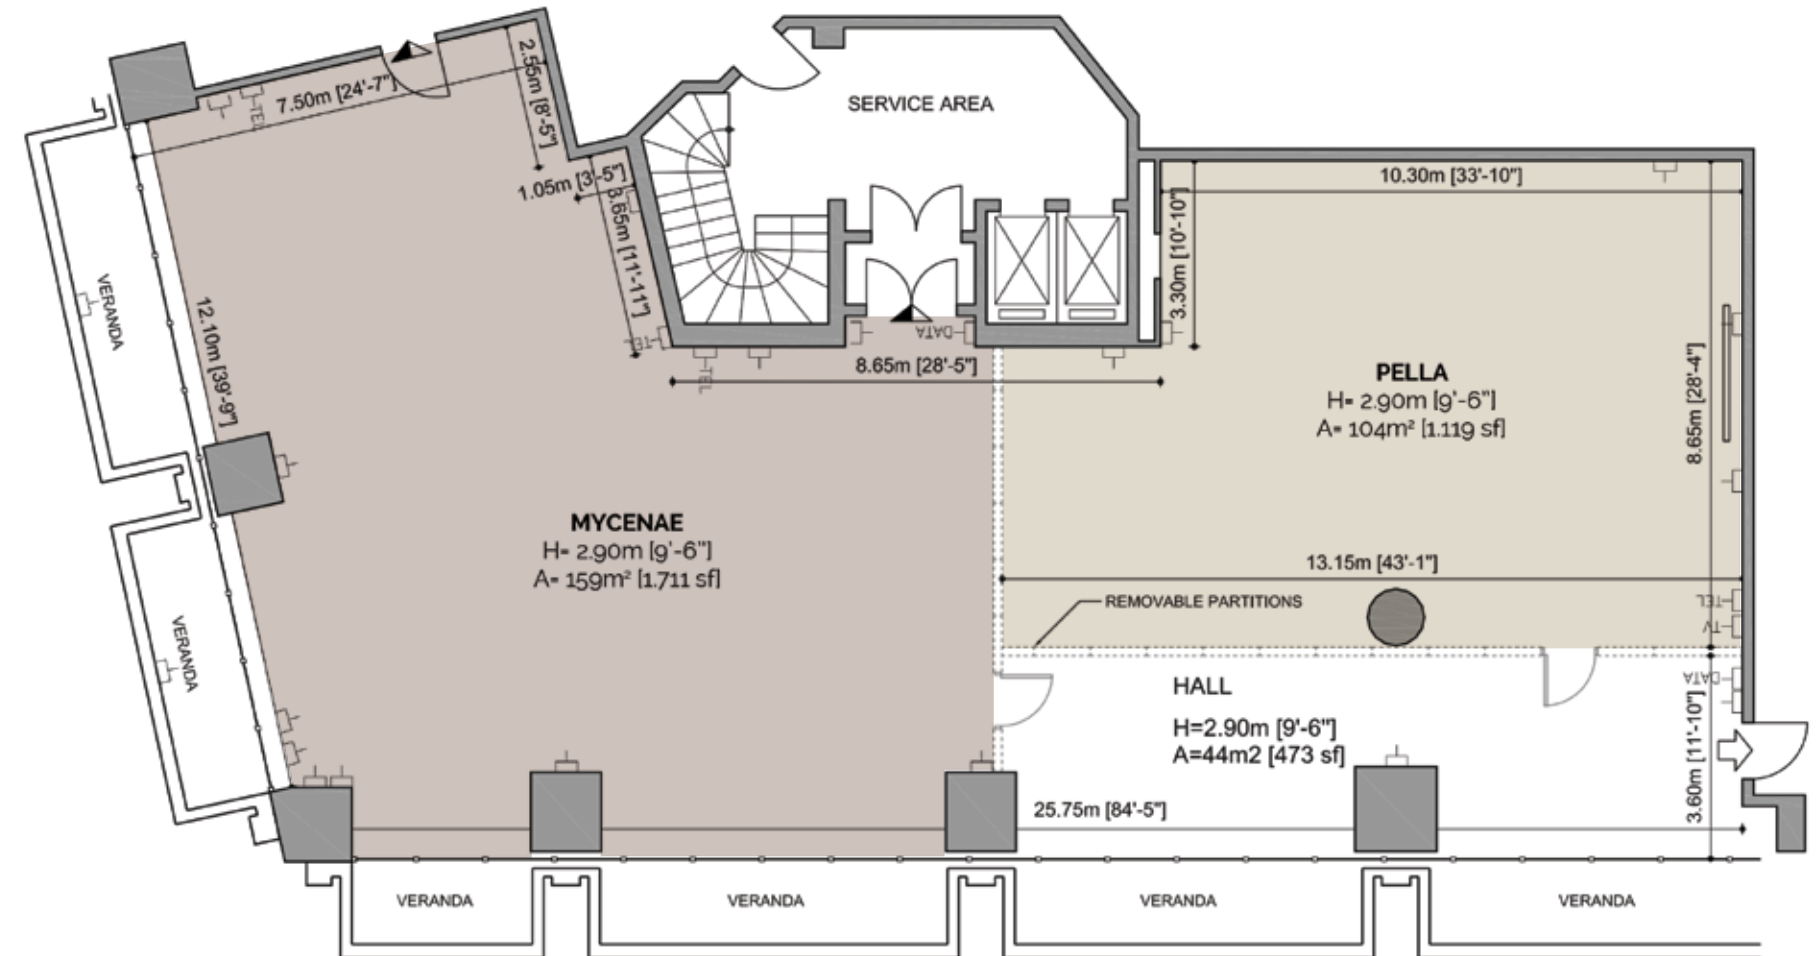 SERVICE AREA
7.50m [24'-7"]
2.55m [8'-5"]
TEL
1.05m [3'-5"]
3.65m [11'-11"]
10.30m [33'-10"]
3.30m [10'-10"]
VERANDA
12.10m [39'-9"]
TEL
TEL
DATA
8.65m [28'-5"]
PELLA
H= 2.90m [9'-6"]
A= 104m² [1.119 sf]
8.65m [28'-4"]
MYCENAE
H= 2.90m [9'-6"]
A= 159m² [1.711 sf]
13.15m [43'-1"]
REMOVABLE PARTITIONS
TEL
TV
VERANDA
HALL
H=2.90m [9'-6"]
A=44m2 [473 sf]
DATA
3.60m [11'-10"]
25.75m [84'-5"]
VERANDA
VERANDA
VERANDA
VERANDA